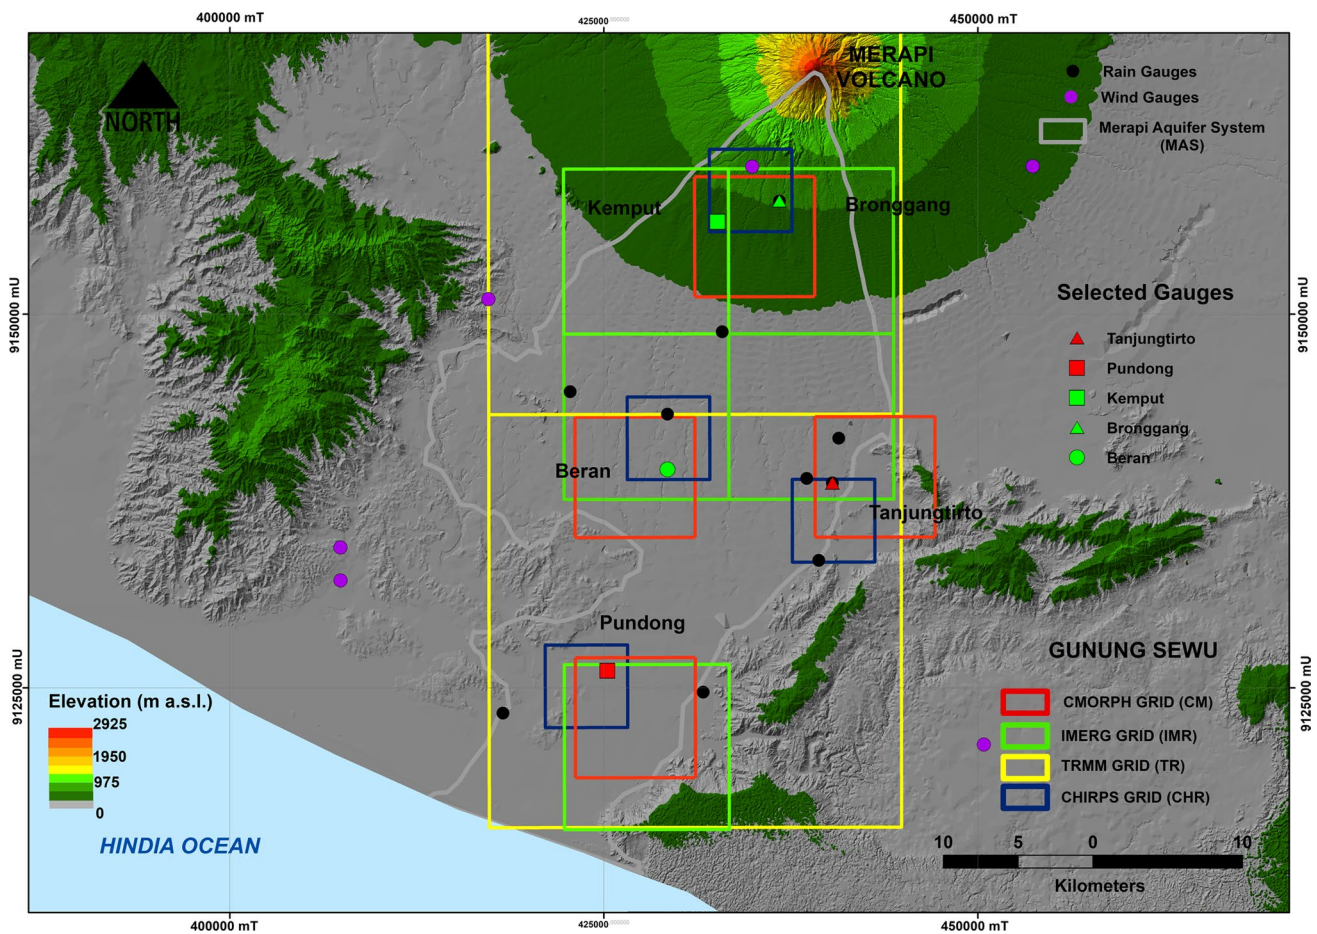 400000 mT
425000
450000 mT
MERAPI
VOLCANO
NORTH
Rain Gauges
Wind Gauges
Merapi Aquifer System
(MAS)
Kemput
Bronggang
9150000 mU
9150000 mU
Selected Gauges
Tanjungtirto
Pundong
Kemput
Bronggang
Beran
Beran
Tanjungtirto
Pundong
GUNUNG SEWU
9125000 mU
9125000 mU
Elevation (m a.s.l.)
2925
1950
975
0
CMORPH GRID (CM)
IMERG GRID (IMR)
TRMM GRID (TR)
CHIRPS GRID (CHR)
HINDIA OCEAN
10 5 0 10
Kilometers
400000 mT
425000
450000 mT